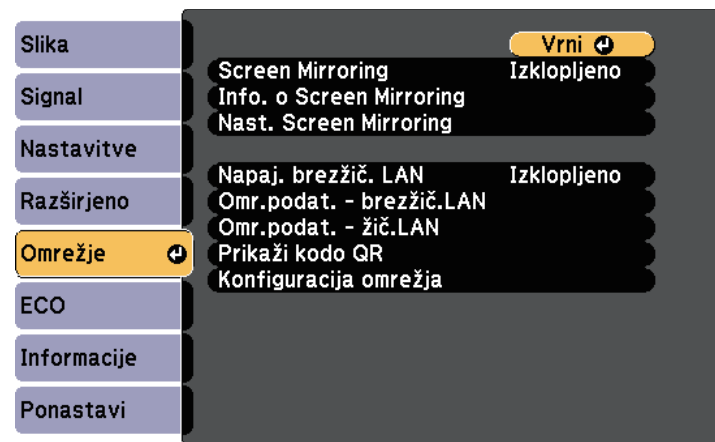 Slika
Signal
Nastavitve
Razširjeno
Omrežje
ECO
Informacije
Ponastavi
Vrni
Screen Mirroring Izklopljeno
Info. o Screen Mirroring
Nast. Screen Mirroring
Napaj. brezžič. LAN Izklopljeno
Omr.podat. - brezžič.LAN
Omr.podat. - žič.LAN
Prikaži kodo QR
Konfiguracija omrežja